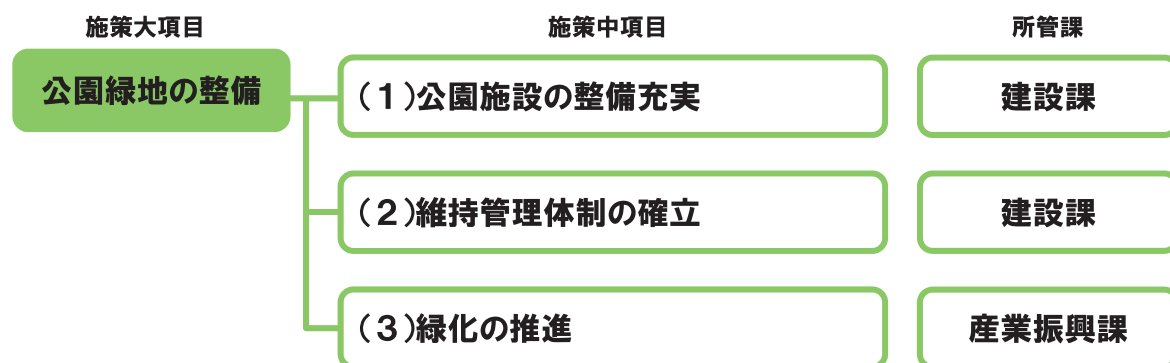 施策大項目
施策中項目
所管課
公園緑地の整備
（1）公園施設の整備充実
建設課
（2）維持管理体制の確立
建設課
（3）緑化の推進
産業振興課